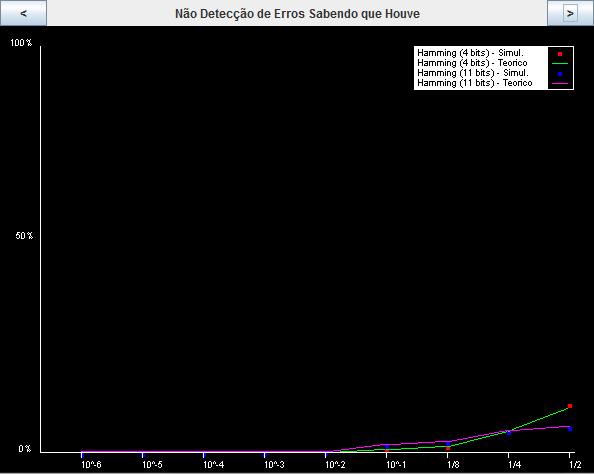 < Não Detecção de Erros Sabendo que Houve >
100%
Hamming (4 bits) - Simul.
Hamming (4 bits) - Teorico
Hamming (11 bits) - Simul.
Hamming (11 bits) - Teorico
50%
0%
10^-6 10^-5 10^-4 10^-3 10^-2 10^-1 1/8 1/4 1/2